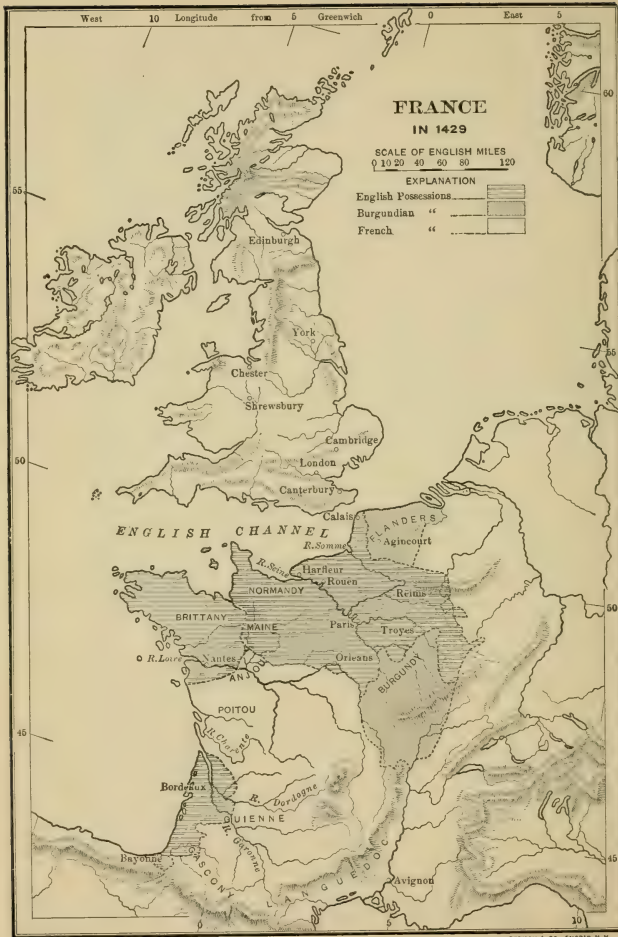 West 10 Longitude from 5 Greenwich 0 East 5
FRANCE
IN 1429
SCALE OF ENGLISH MILES
0 10 20 40 60 80 120
EXPLANATION
English Possessions
Burgundian "
French "
60
55
Edinburgh
York
55
Chester
Shrewsbury
Cambridge
50
London
Canterbury
Calais
FLANDERS
ENGLISH CHANNEL
Agincourt
R. Somme
R. Seine
Harfleur
Rouen
NORMANDY
Reims
50
BRITTANY
MAINE
Paris
Troyes
R. Loire
Nantes
ANJOU
Orleans
BURGUNDY
POITOU
45
R. Charente
Bordeaux
R. Dordogne
GUIENNE
R. Garonne
Bayonne
GASCONY
LANGUEDOC
Avignon
45
0
5
10